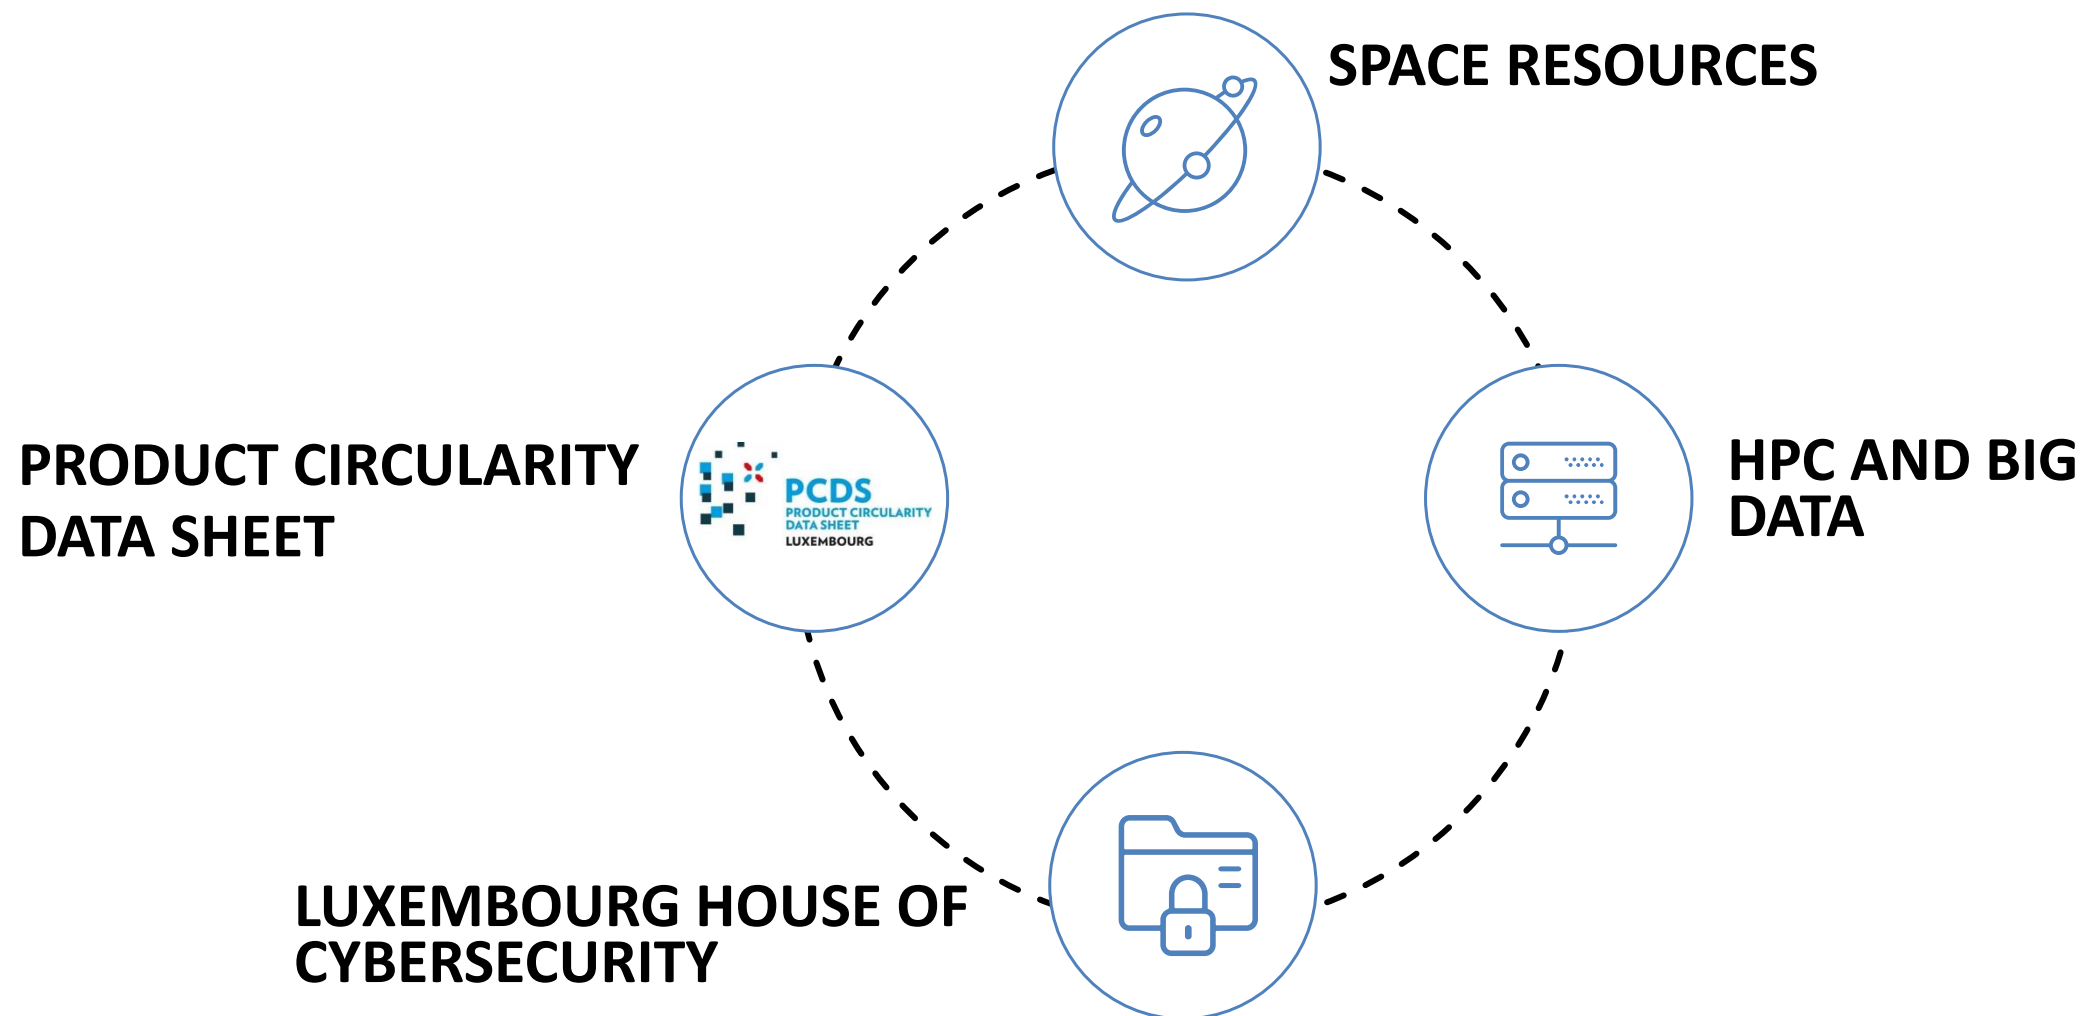 SPACE RESOURCES
PRODUCT CIRCULARITY
DATA SHEET
PCDS
PRODUCT CIRCULARITY
DATA SHEET
LUXEMBOURG
HPC AND BIG
DATA
LUXEMBOURG HOUSE OF
CYBERSECURITY